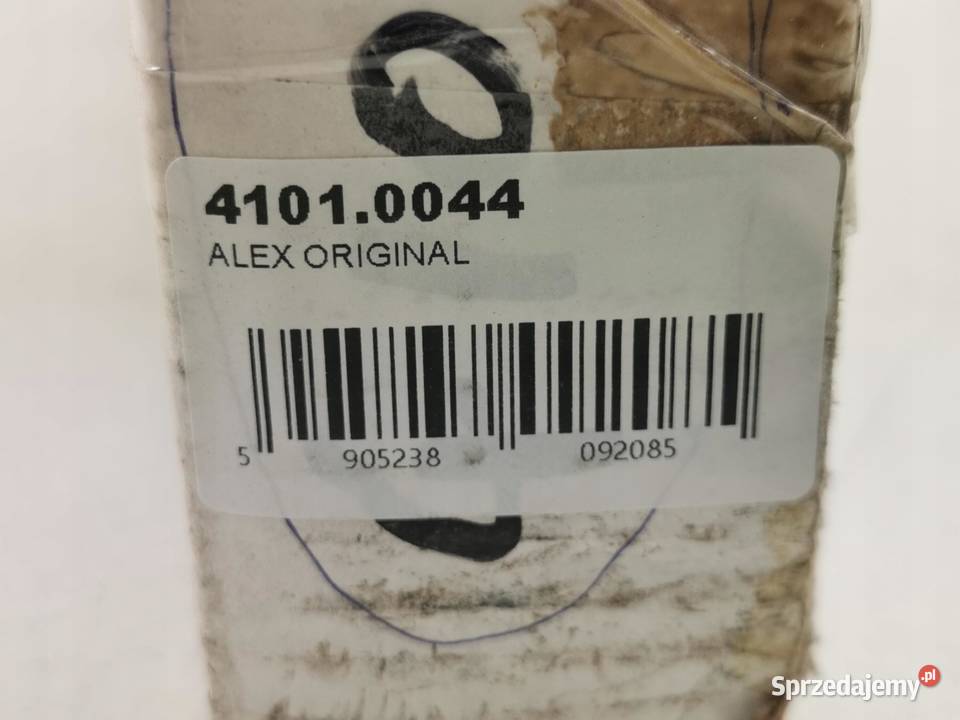 4101.0044
ALEX ORIGINAL
5 905238 092085
Sprzedajemy.pl